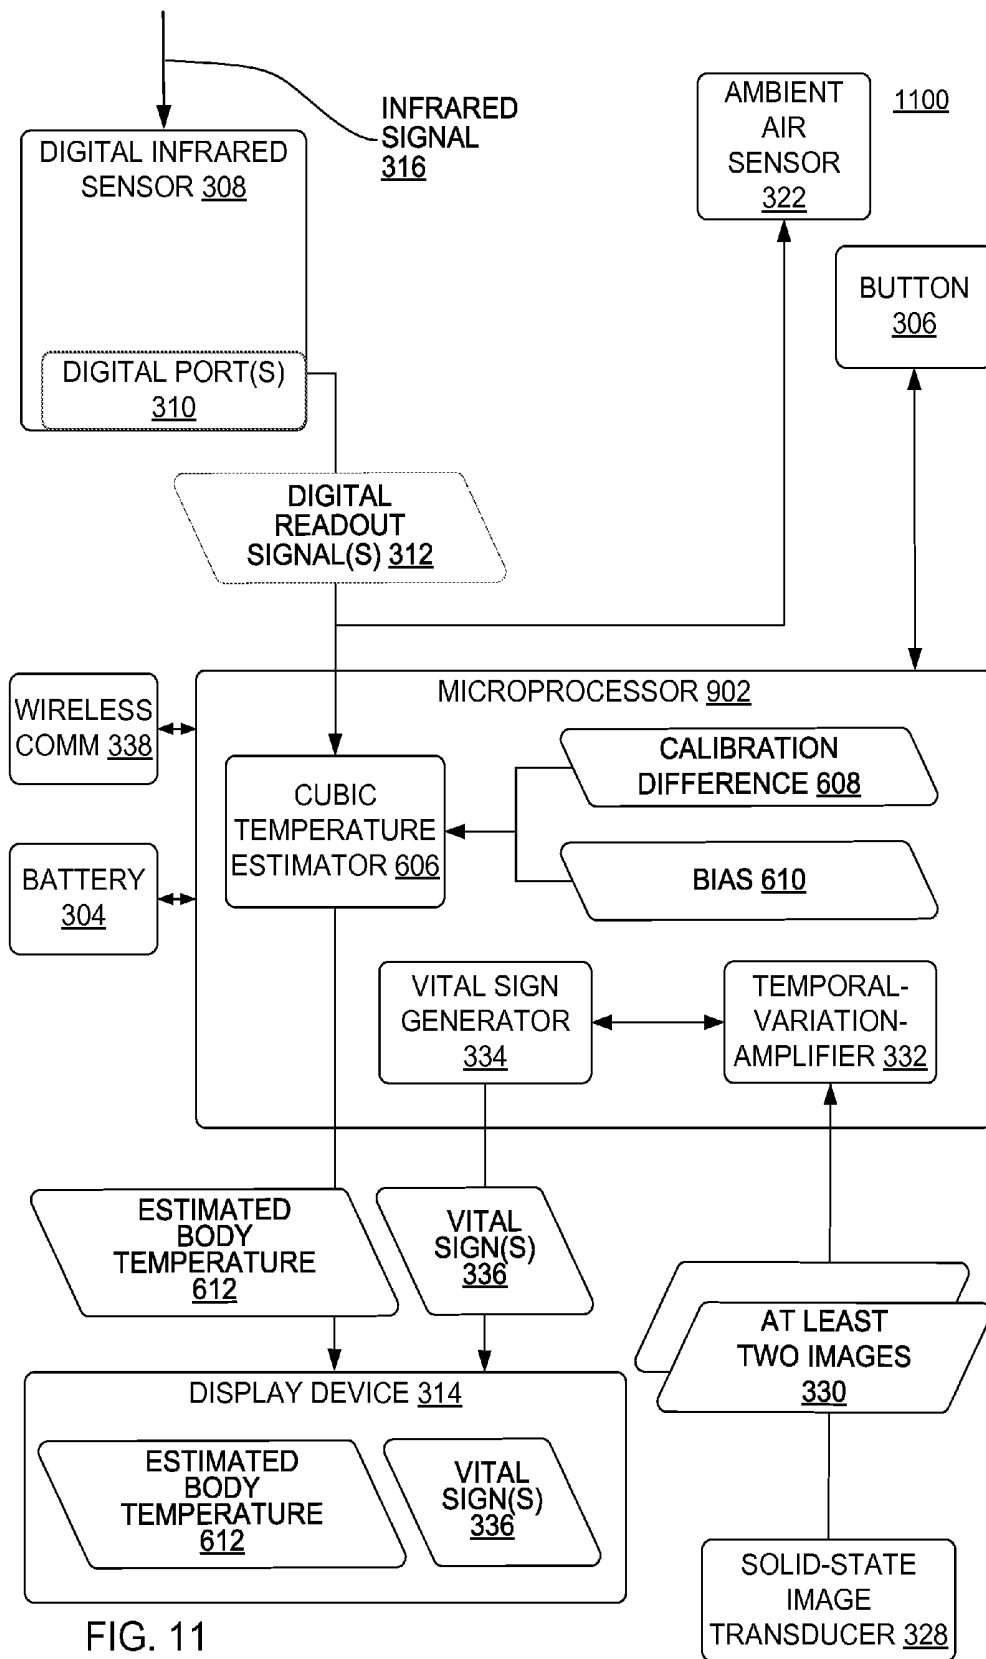 INFRARED
SIGNAL
316
AMBIENT
AIR
SENSOR
322
1100
DIGITAL INFRARED
SENSOR 308
BUTTON
306
DIGITAL PORT(S)
310
DIGITAL
READOUT
SIGNAL(S) 312
MICROPROCESSOR 902
WIRELESS
COMM 338
CALIBRATION
DIFFERENCE 608
CUBIC
TEMPERATURE
ESTIMATOR 606
BATTERY
304
BIAS 610
VITAL SIGN
GENERATOR
334
TEMPORAL-
VARIATION-
AMPLIFIER 332
ESTIMATED
BODY
TEMPERATURE
612
VITAL
SIGN(S)
336
AT LEAST
TWO IMAGES
330
DISPLAY DEVICE 314
ESTIMATED
BODY
TEMPERATURE
612
VITAL
SIGN(S)
336
SOLID-STATE
IMAGE
TRANSDUCER 328
FIG. 11